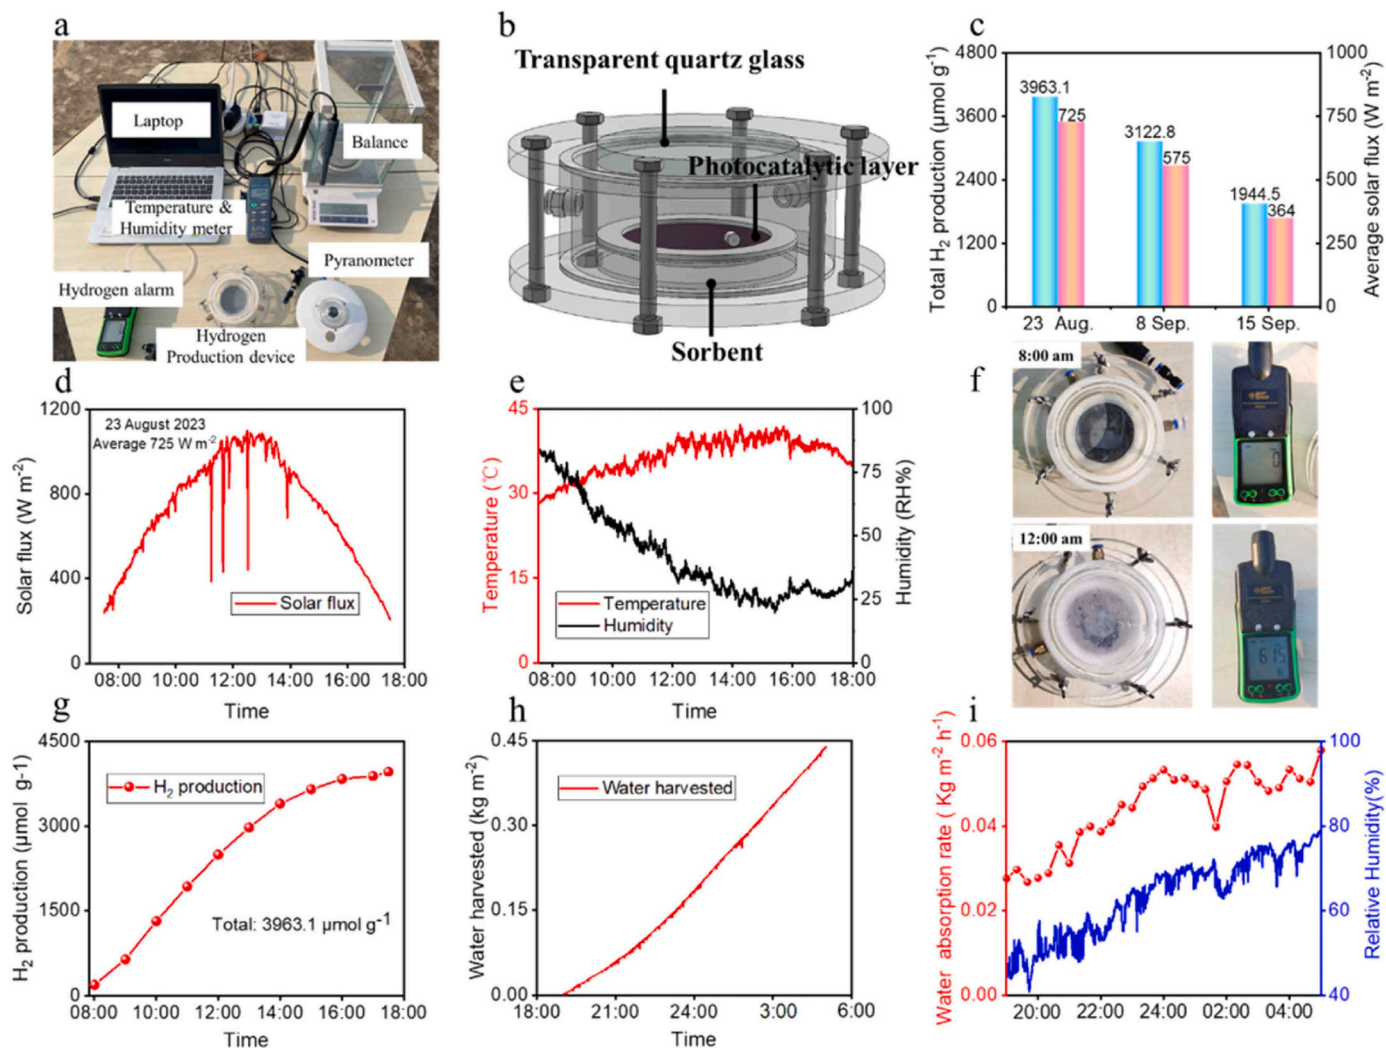 a
Laptop
Balance
Temperature &
Humidity meter
Pyranometer
Hydrogen alarm
Hydrogen
Production device
b
Transparent quartz glass
Photocatalytic layer
Sorbent
c
Total H2 production (μmol g-1)
4800
3600
2400
1200
0
3963.1
725
3122.8
575
1944.5
364
23 Aug.
8 Sep.
15 Sep.
1000
750
500
250
0
Average solar flux (W m-2)
d
Solar flux (W m-2)
1200
800
400
0
23 August 2023
Average 725 W m-2
Solar flux
08:00 10:00 12:00 14:00 16:00 18:00
Time
e
Temperature (℃)
45
30
15
0
Temperature
Humidity
100
75
50
25
0
Humidity (RH%)
08:00 10:00 12:00 14:00 16:00 18:00
Time
f
8:00 am
0
12:00 am
615
g
H2 production (μmol g-1)
4500
3000
1500
0
H2 production
Total: 3963.1 μmol g-1
08:00 10:00 12:00 14:00 16:00 18:00
Time
h
Water harvested (kg m-2)
0.45
0.30
0.15
0.00
Water harvested
18:00 21:00 24:00 3:00 6:00
Time
i
Water absorption rate ( Kg m-2 h-1)
0.06
0.04
0.02
0.00
100
80
60
40
Relative Humidity(%)
20:00 22:00 24:00 02:00 04:00